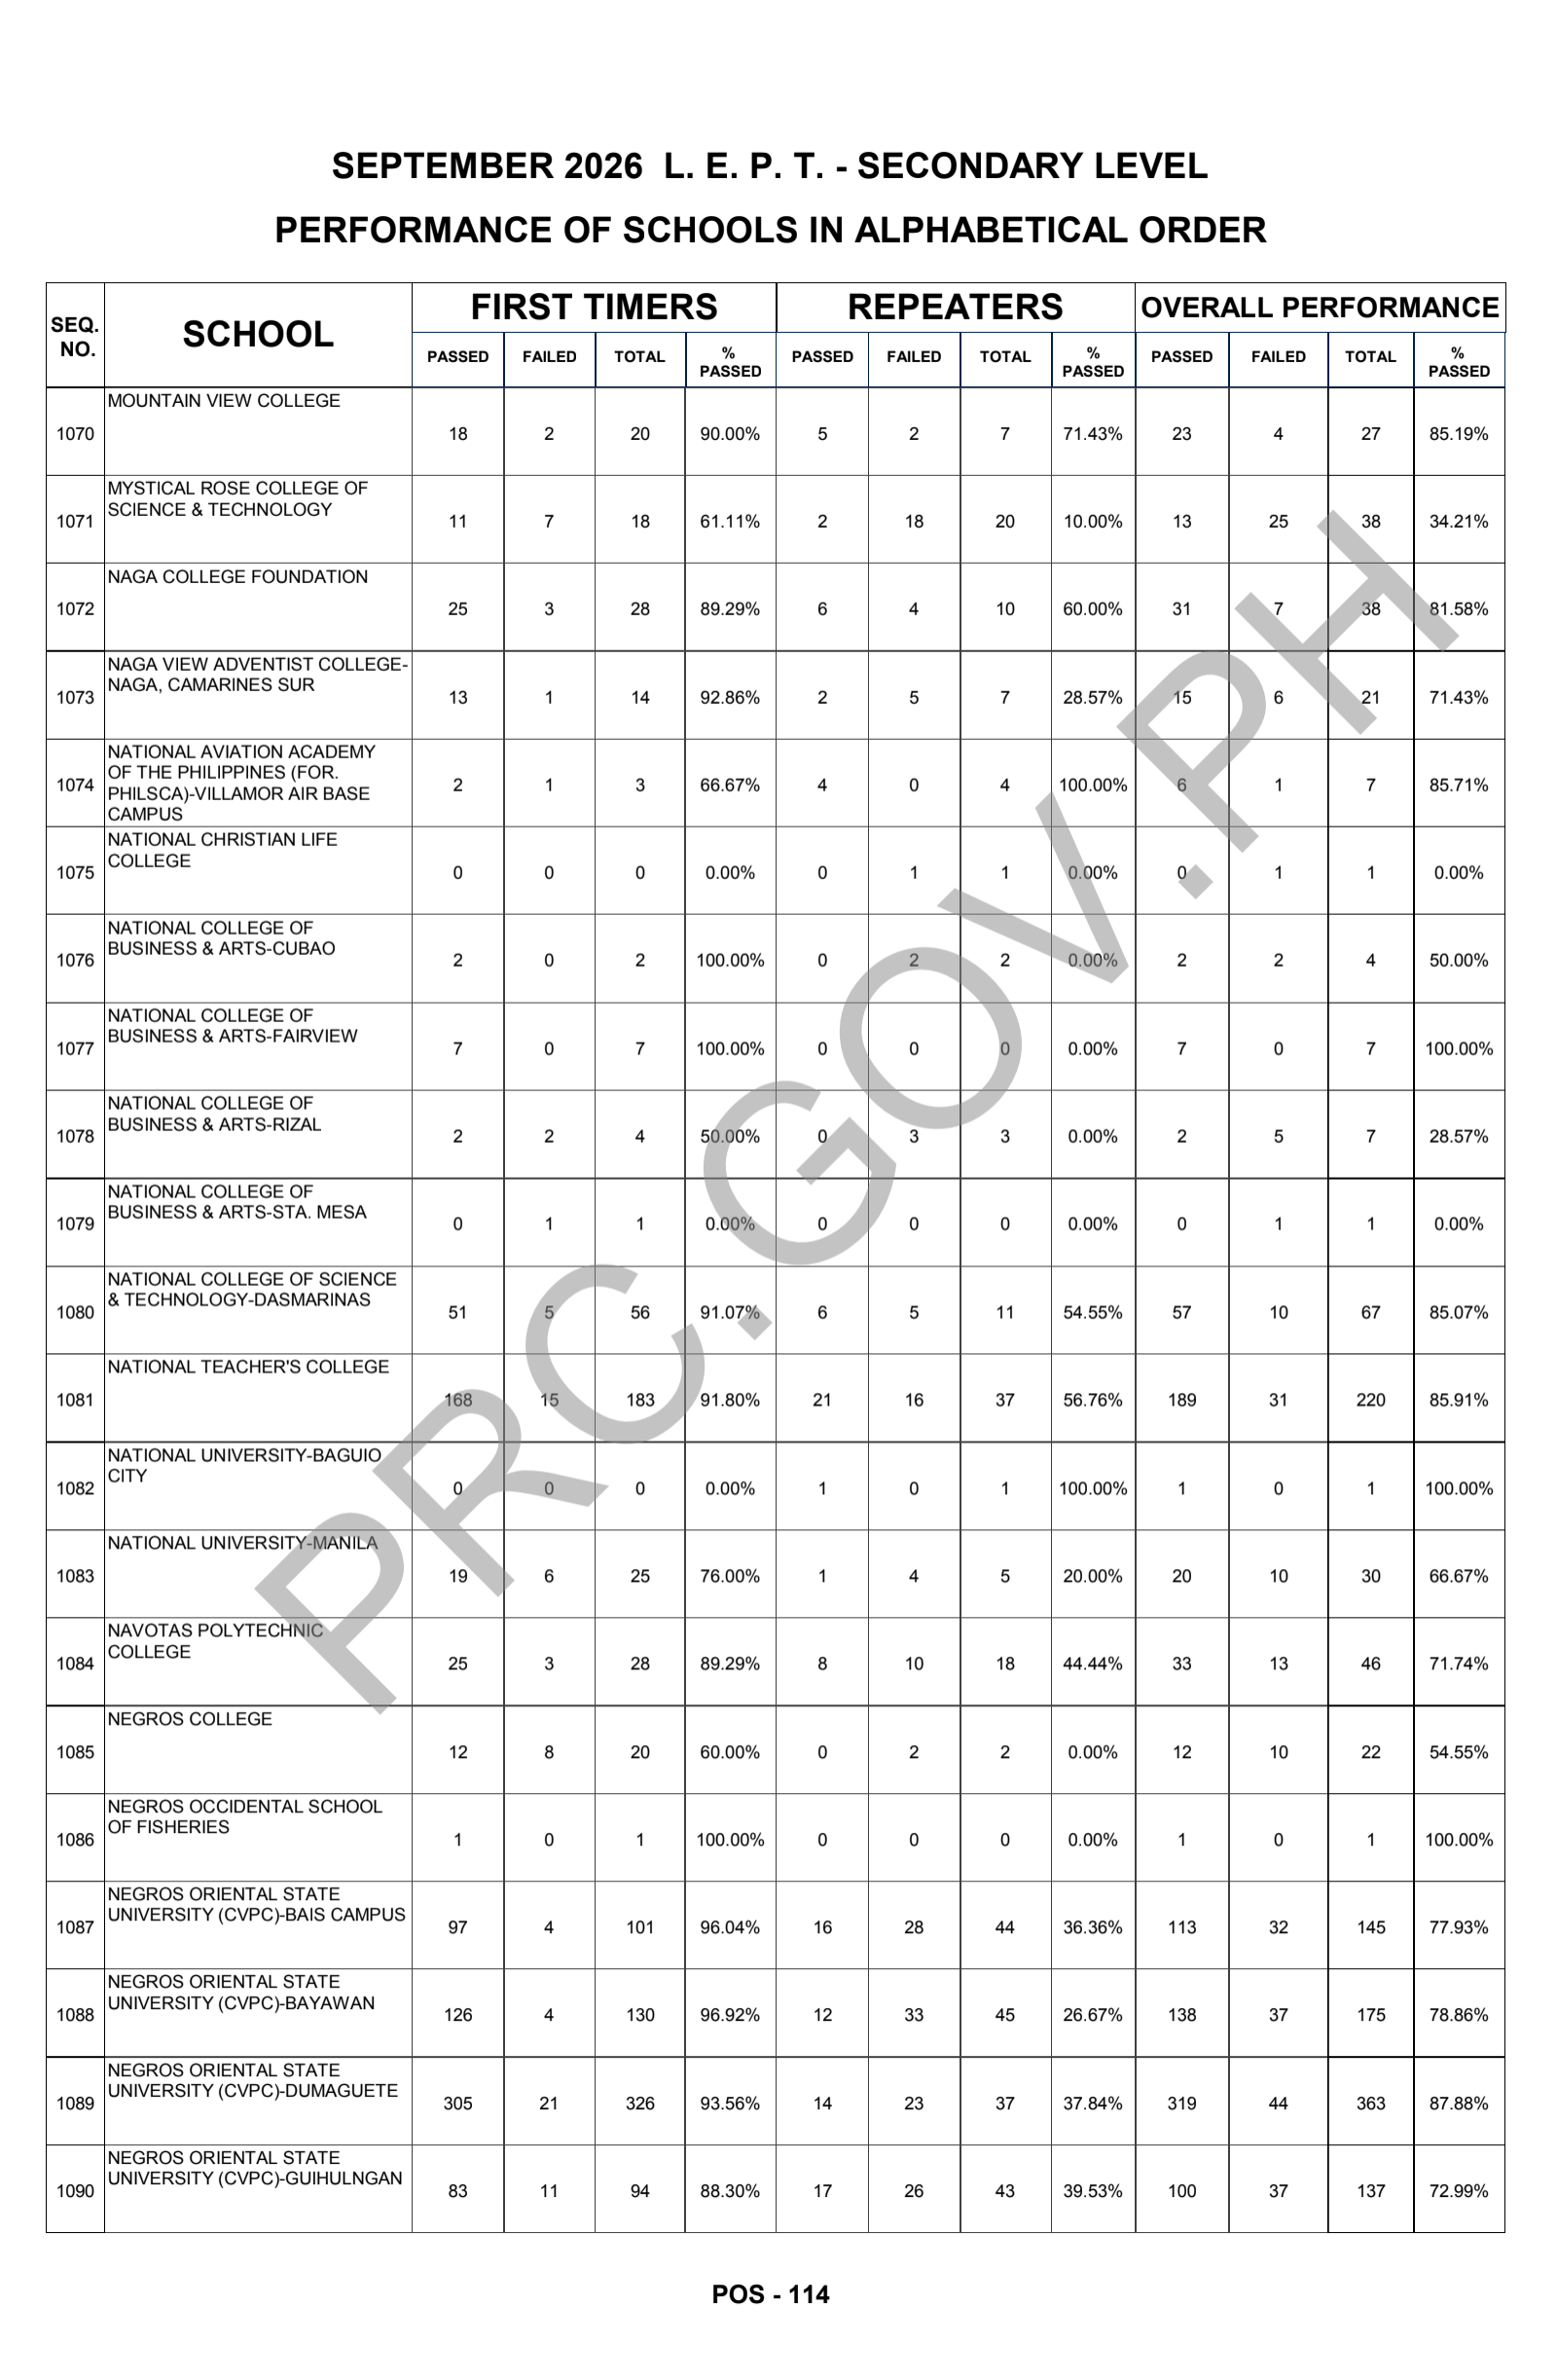 SEPTEMBER 2026 L. E. P. T. - SECONDARY LEVEL
PERFORMANCE OF SCHOOLS IN ALPHABETICAL ORDER
SEQ. NO. SCHOOL FIRST TIMERS REPEATERS OVERALL PERFORMANCE
PASSED FAILED TOTAL % PASSED PASSED FAILED TOTAL % PASSED PASSED FAILED TOTAL % PASSED
MOUNTAIN VIEW COLLEGE
1070 18 2 20 90.00% 5 2 7 71.43% 23 4 27 85.19%
MYSTICAL ROSE COLLEGE OF
SCIENCE & TECHNOLOGY
1071 11 7 18 61.11% 2 18 20 10.00% 13 25 38 34.21%
NAGA COLLEGE FOUNDATION
1072 25 3 28 89.29% 6 4 10 60.00% 31 7 38 81.58%
NAGA VIEW ADVENTIST COLLEGE-
NAGA, CAMARINES SUR
1073 13 1 14 92.86% 2 5 7 28.57% 15 6 21 71.43%
NATIONAL AVIATION ACADEMY
OF THE PHILIPPINES (FOR.
PHILSCA)-VILLAMOR AIR BASE
CAMPUS
1074 2 1 3 66.67% 4 0 4 100.00% 6 1 7 85.71%
NATIONAL CHRISTIAN LIFE
COLLEGE
1075 0 0 0 0.00% 0 1 1 0.00% 0 1 1 0.00%
NATIONAL COLLEGE OF
BUSINESS & ARTS-CUBAO
1076 2 0 2 100.00% 0 2 2 0.00% 2 2 4 50.00%
NATIONAL COLLEGE OF
BUSINESS & ARTS-FAIRVIEW
1077 7 0 7 100.00% 0 0 0 0.00% 7 0 7 100.00%
NATIONAL COLLEGE OF
BUSINESS & ARTS-RIZAL
1078 2 2 4 50.00% 0 3 3 0.00% 2 5 7 28.57%
NATIONAL COLLEGE OF
BUSINESS & ARTS-STA. MESA
1079 0 1 1 0.00% 0 0 0 0.00% 0 1 1 0.00%
NATIONAL COLLEGE OF SCIENCE
& TECHNOLOGY-DASMARINAS
1080 51 5 56 91.07% 6 5 11 54.55% 57 10 67 85.07%
NATIONAL TEACHER'S COLLEGE
1081 168 15 183 91.80% 21 16 37 56.76% 189 31 220 85.91%
NATIONAL UNIVERSITY-BAGUIO
CITY
1082 0 0 0 0.00% 1 0 1 100.00% 1 0 1 100.00%
NATIONAL UNIVERSITY-MANILA
1083 19 6 25 76.00% 1 4 5 20.00% 20 10 30 66.67%
NAVOTAS POLYTECHNIC
COLLEGE
1084 25 3 28 89.29% 8 10 18 44.44% 33 13 46 71.74%
NEGROS COLLEGE
1085 12 8 20 60.00% 0 2 2 0.00% 12 10 22 54.55%
NEGROS OCCIDENTAL SCHOOL
OF FISHERIES
1086 1 0 1 100.00% 0 0 0 0.00% 1 0 1 100.00%
NEGROS ORIENTAL STATE
UNIVERSITY (CVPC)-BAIS CAMPUS
1087 97 4 101 96.04% 16 28 44 36.36% 113 32 145 77.93%
NEGROS ORIENTAL STATE
UNIVERSITY (CVPC)-BAYAWAN
1088 126 4 130 96.92% 12 33 45 26.67% 138 37 175 78.86%
NEGROS ORIENTAL STATE
UNIVERSITY (CVPC)-DUMAGUETE
1089 305 21 326 93.56% 14 23 37 37.84% 319 44 363 87.88%
NEGROS ORIENTAL STATE
UNIVERSITY (CVPC)-GUIHULNGAN
1090 83 11 94 88.30% 17 26 43 39.53% 100 37 137 72.99%
PRC.GOV.PH
POS - 114